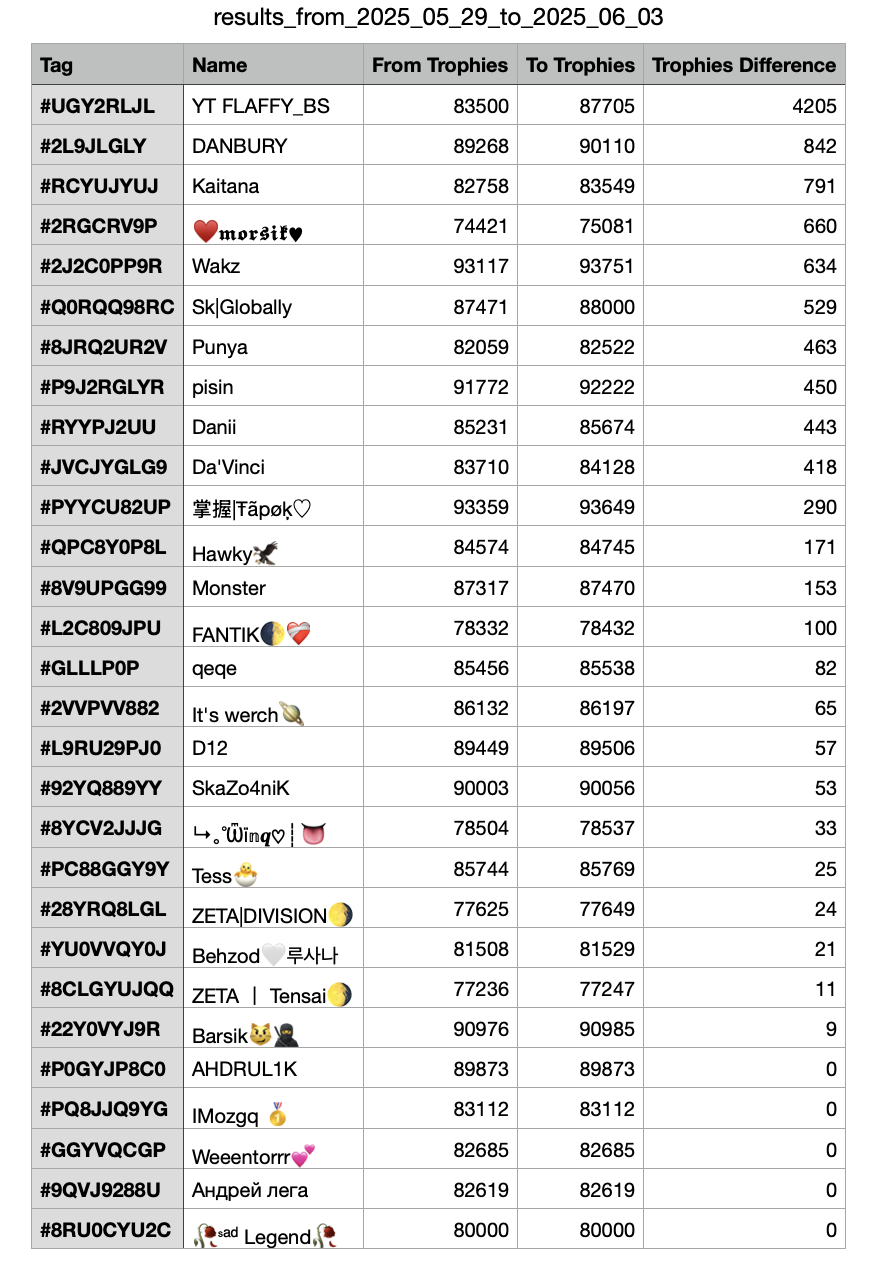 results_from_2025_05_29_to_2025_06_03
Tag Name From Trophies To Trophies Trophies Difference
#UGY2RLJL YT FLAFFY_BS 83500 87705 4205
#2L9JLGLY DANBURY 89268 90110 842
#RCYUJYUJ Kaitana 82758 83549 791
#2RGCRV9P ❤️𝖒𝖔𝖗𝖘𝖎𝖐♥ 74421 75081 660
#2J2C0PP9R Wakz 93117 93751 634
#Q0RQQ98RC Sk|Globally 87471 88000 529
#8JRQ2UR2V Punya 82059 82522 463
#P9J2RGLYR pisin 91772 92222 450
#RYYPJ2UU Danii 85231 85674 443
#JVCJYGLG9 Da'Vinci 83710 84128 418
#PYYCU82UP 掌握|Ŧãpøķ♡ 93359 93649 290
#QPC8Y0P8L Hawky🦅 84574 84745 171
#8V9UPGG99 Monster 87317 87470 153
#L2C809JPU FANTIK🌗❤️‍🩹 78332 78432 100
#GLLLP0P qeqe 85456 85538 82
#2VVPVV882 It's werch🪐 86132 86197 65
#L9RU29PJ0 D12 89449 89506 57
#92YQ889YY SkaZo4niK 90003 90056 53
#8YCV2JJJG ↳｡˚Ѿї𝕟𝒒♡┊👅 78504 78537 33
#PC88GGY9Y Tess🐣 85744 85769 25
#28YRQ8LGL ZETA|DIVISION🌖 77625 77649 24
#YU0VVQY0J Behzod🤍루사나 81508 81529 21
#8CLGYUJQQ ZETA | Tensai🌖 77236 77247 11
#22Y0VYJ9R Barsik😼🥷 90976 90985 9
#P0GYJP8C0 AHDRUL1K 89873 89873 0
#PQ8JJQ9YG IMozgq 🥇 83112 83112 0
#GGYVQCGP Weeentorrr💕 82685 82685 0
#9QVJ9288U Андрей лега 82619 82619 0
#8RU0CYU2C 🥀ˢᵃᵈ Legend🥀 80000 80000 0